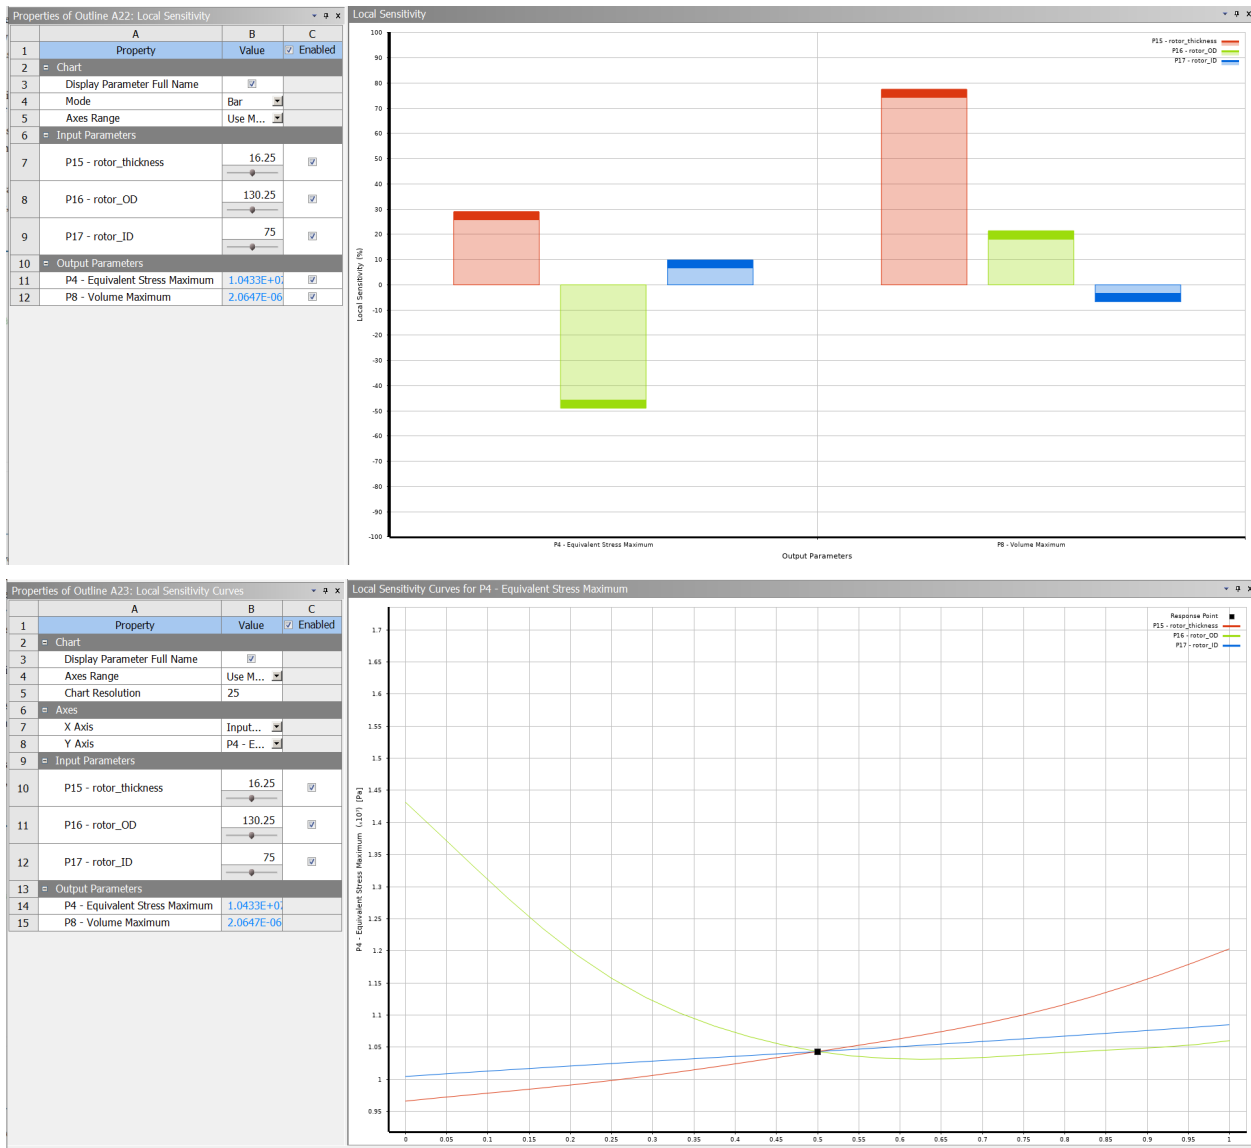 Properties of Outline A22: Local Sensitivity
A B C
1 Property Value Enabled
2 Chart
3 Display Parameter Full Name
4 Mode Bar
5 Axes Range Use M...
6 Input Parameters
7 P15 - rotor_thickness 16.25
8 P16 - rotor_OD 130.25
9 P17 - rotor_ID 75
10 Output Parameters
11 P4 - Equivalent Stress Maximum 1.0433E+07
12 P8 - Volume Maximum 2.0647E-06
Local Sensitivity
P15 - rotor_thickness
P16 - rotor_OD
P17 - rotor_ID
100
90
80
70
60
50
40
30
20
10
0
-10
-20
-30
-40
-50
-60
-70
-80
-90
-100
Local Sensitivity (%)
P4 - Equivalent Stress Maximum P8 - Volume Maximum
Output Parameters
Properties of Outline A23: Local Sensitivity Curves
A B C
1 Property Value Enabled
2 Chart
3 Display Parameter Full Name
4 Axes Range Use M...
5 Chart Resolution 25
6 Axes
7 X Axis Input...
8 Y Axis P4 - E...
9 Input Parameters
10 P15 - rotor_thickness 16.25
11 P16 - rotor_OD 130.25
12 P17 - rotor_ID 75
13 Output Parameters
14 P4 - Equivalent Stress Maximum 1.0433E+07
15 P8 - Volume Maximum 2.0647E-06
Local Sensitivity Curves for P4 - Equivalent Stress Maximum
Response Point
P15 - rotor_thickness
P16 - rotor_OD
P17 - rotor_ID
1.7
1.65
1.6
1.55
1.5
1.45
1.4
1.35
1.3
1.25
1.2
1.15
1.1
1.05
1
0.95
P4 - Equivalent Stress Maximum (.10⁷) [Pa]
0 0.05 0.1 0.15 0.2 0.25 0.3 0.35 0.4 0.45 0.5 0.55 0.6 0.65 0.7 0.75 0.8 0.85 0.9 0.95 1